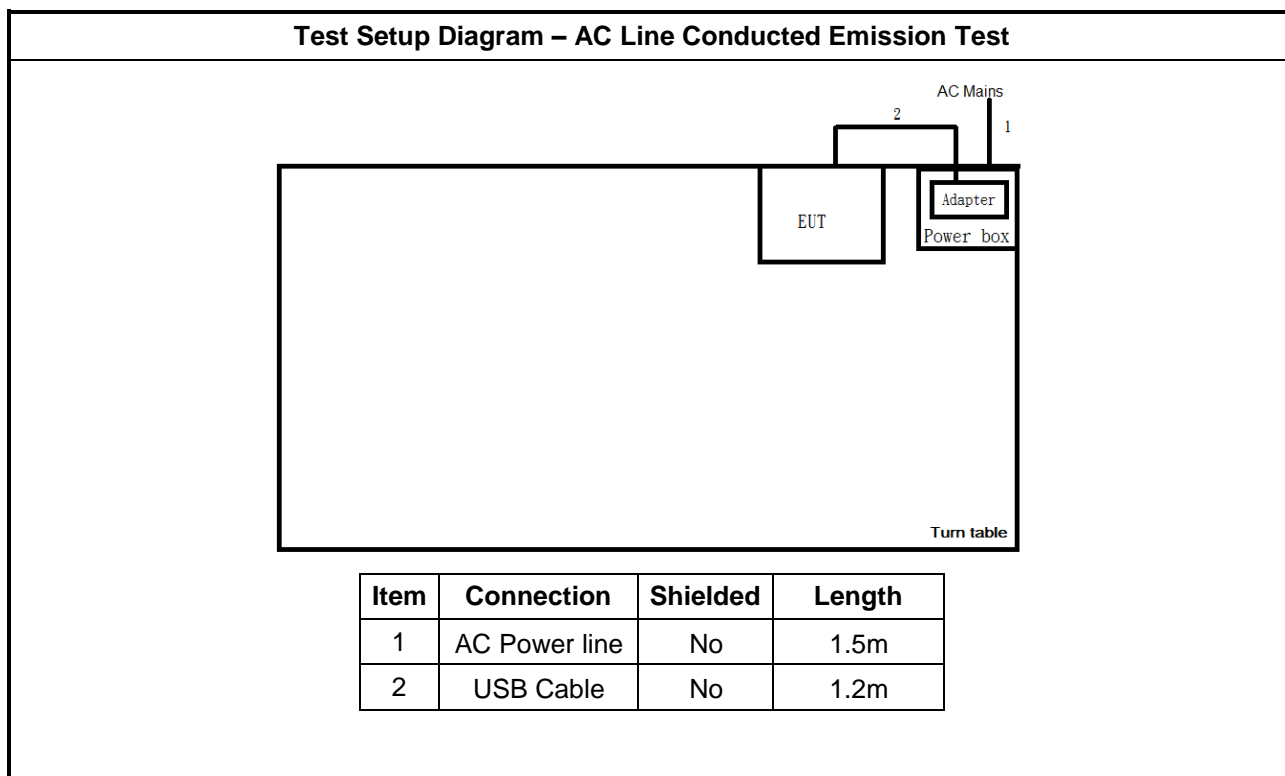 Test Setup Diagram – AC Line Conducted Emission Test
AC Mains
2
1
Adapter
EUT
Power box
Turn table
Item Connection Shielded Length
1 AC Power line No 1.5m
2 USB Cable No 1.2m